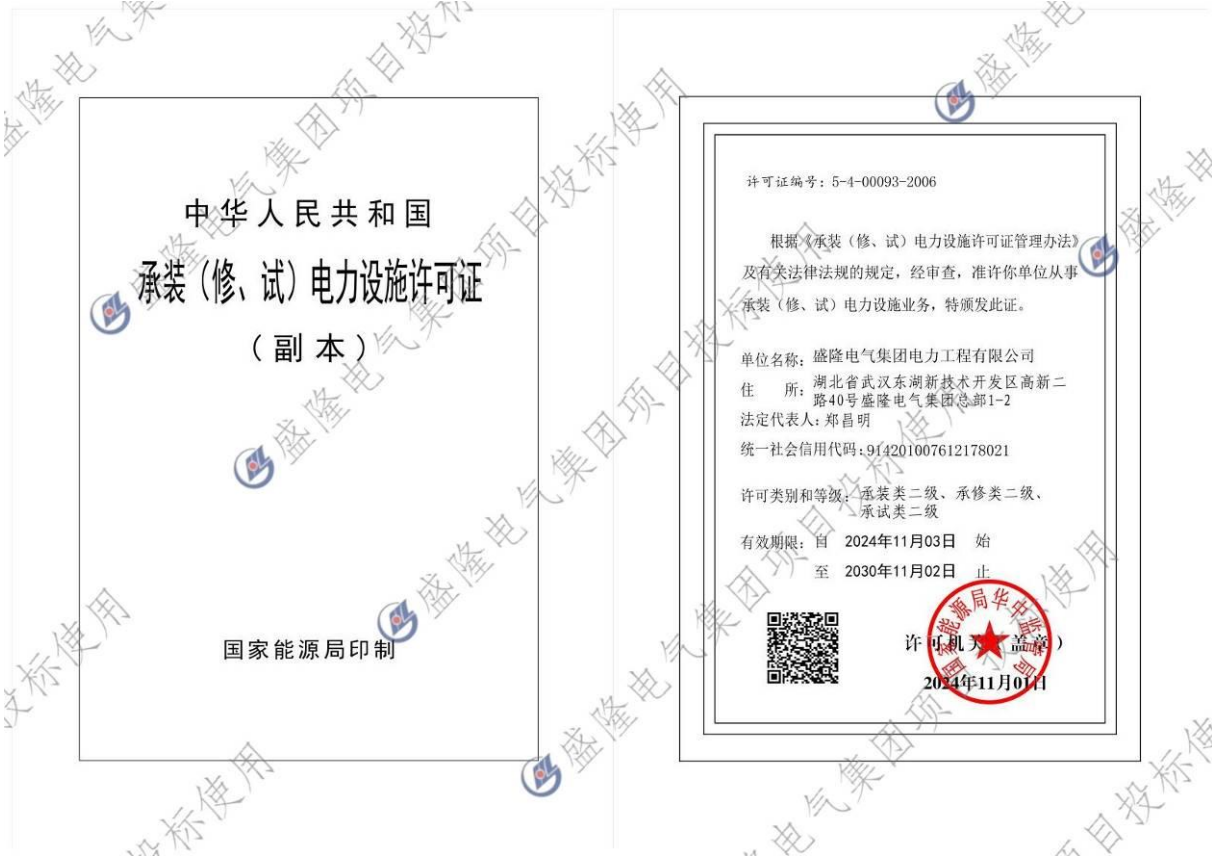 中华人民共和国
承装（修、试）电力设施许可证
（副本）
国家能源局印制
许可证编号：5-4-00093-2006
根据《承装（修、试）电力设施许可证管理办法》
及有关法律法规的规定，经审查，准许你单位从事
承装（修、试）电力设施业务，特颁发此证。
单位名称：盛隆电气集团电力工程有限公司
住 所：湖北省武汉东湖新技术开发区高新二
路40号盛隆电气集团总部1-2
法定代表人：郑昌明
统一社会信用代码：914201007612178021
许可类别和等级：承装类二级、承修类二级、
承试类二级
有效期限：自 2024年11月03日 始
至 2030年11月02日 止
国家能源局华中监管局
许可机关（盖章）
2024年11月01日
盛隆电气集团项目投标使用